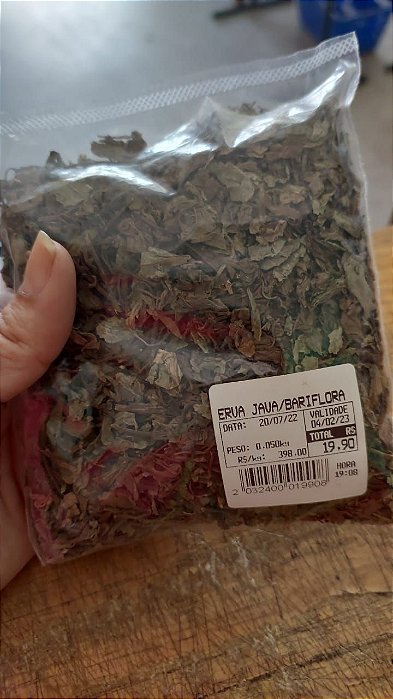 ERVA JAVA/BARIFLORA
DATA: 20/07/22 VALIDADE
04/02/23
PESO: 0.050kg TOTAL R$
R$/kg: 398.00 19.90
HORA
19:08
2 032400 019908